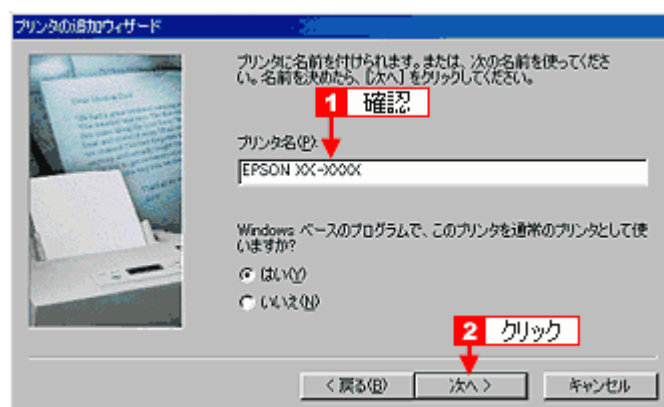 プリンタの追加ウィザード
プリンタに名前を付けられます。または、次の名前を使ってくださ
い。名前を決めたら、[次へ] をクリックしてください。
1 確認
プリンタ名(P):
EPSON XX-XXXX
Windows ベースのプログラムで、このプリンタを通常のプリンタとして使
いますか?
はい(Y)
いいえ(N)
2 クリック
< 戻る(B)
次へ >
キャンセル